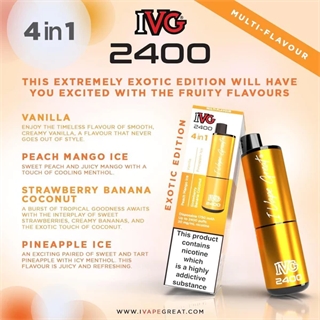 4 in 1
IVG
2400
MULTI-FLAVOUR
THIS EXTREMELY EXOTIC EDITION WILL HAVE
YOU EXCITED WITH THE FRUITY FLAVOURS
VANILLA
ENJOY THE TIMELESS FLAVOUR OF SMOOTH,
CREAMY VANILLA, A FLAVOUR THAT NEVER
GOES OUT OF STYLE.
PEACH MANGO ICE
SWEET PEACH AND JUICY MANGO WITH A
TOUCH OF COOLING MENTHOL.
STRAWBERRY BANANA
COCONUT
A BURST OF TROPICAL GOODNESS AWAITS
WITH THE INTERPLAY OF SWEET
STRAWBERRIES, CREAMY BANANAS, AND
THE EXOTIC TOUCH OF COCONUT.
PINEAPPLE ICE
AN EXCITING PAIRED OF SWEET AND TART
PINEAPPLE WITH ICY MENTHOL. THIS
FLAVOUR IS JUICY AND REFRESHING.
IVG
2400
4 in 1
EXOTIC EDITION
This product
contains
nicotine
which is a
highly
addictive
substance
IVG
2400
WWW.IVAPEGREAT.COM